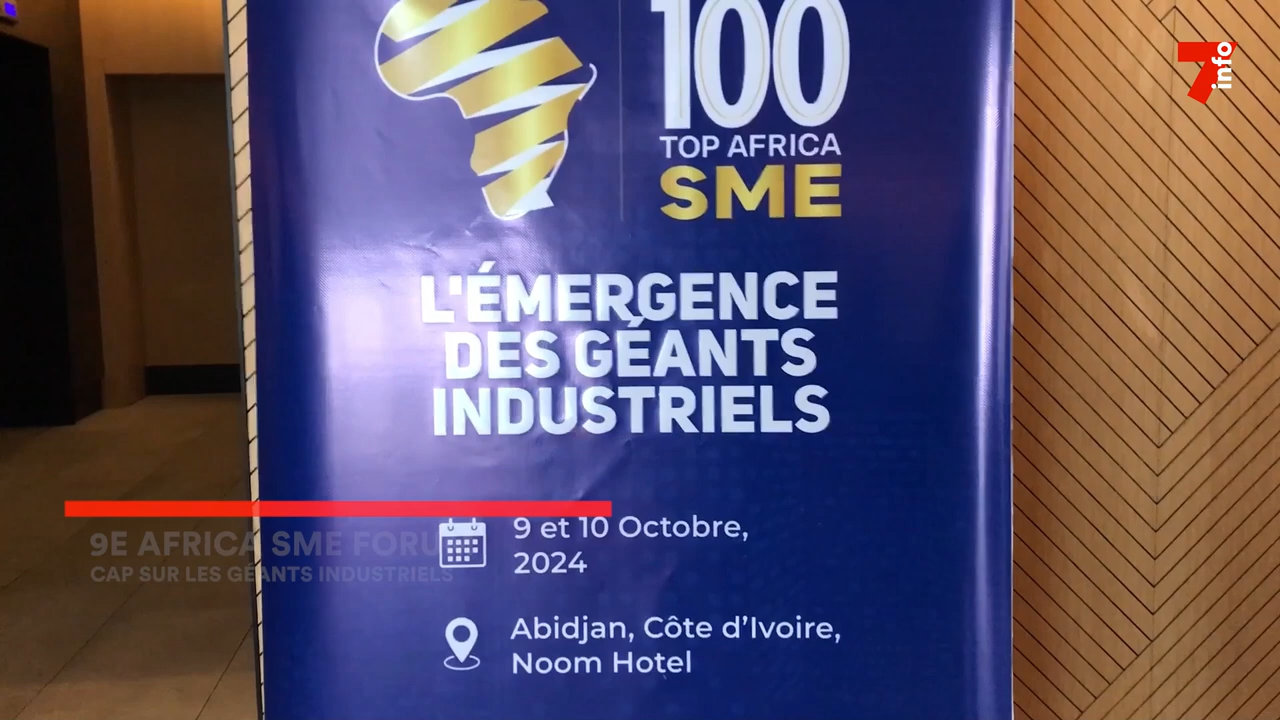 100
TOP AFRICA
SME
L'ÉMERGENCE
DES GÉANTS
INDUSTRIELS
9 et 10 Octobre,
2024
Abidjan, Côte d'Ivoire,
Noom Hotel
9E AFRICA SME FORU
CAP SUR LES GÉANTS INDUSTRIELS
7info